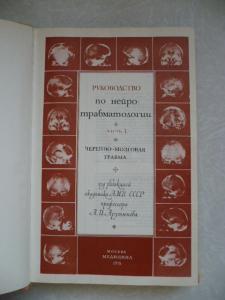 РУКОВОДСТВО
по нейро
травматологии
часть I
ЧЕРЕПНО-МОЗГОВАЯ
ТРАВМА
под редакцией
академика АМН СССР
профессора
А.И.Арутюнова
МОСКВА
МЕДИЦИНА